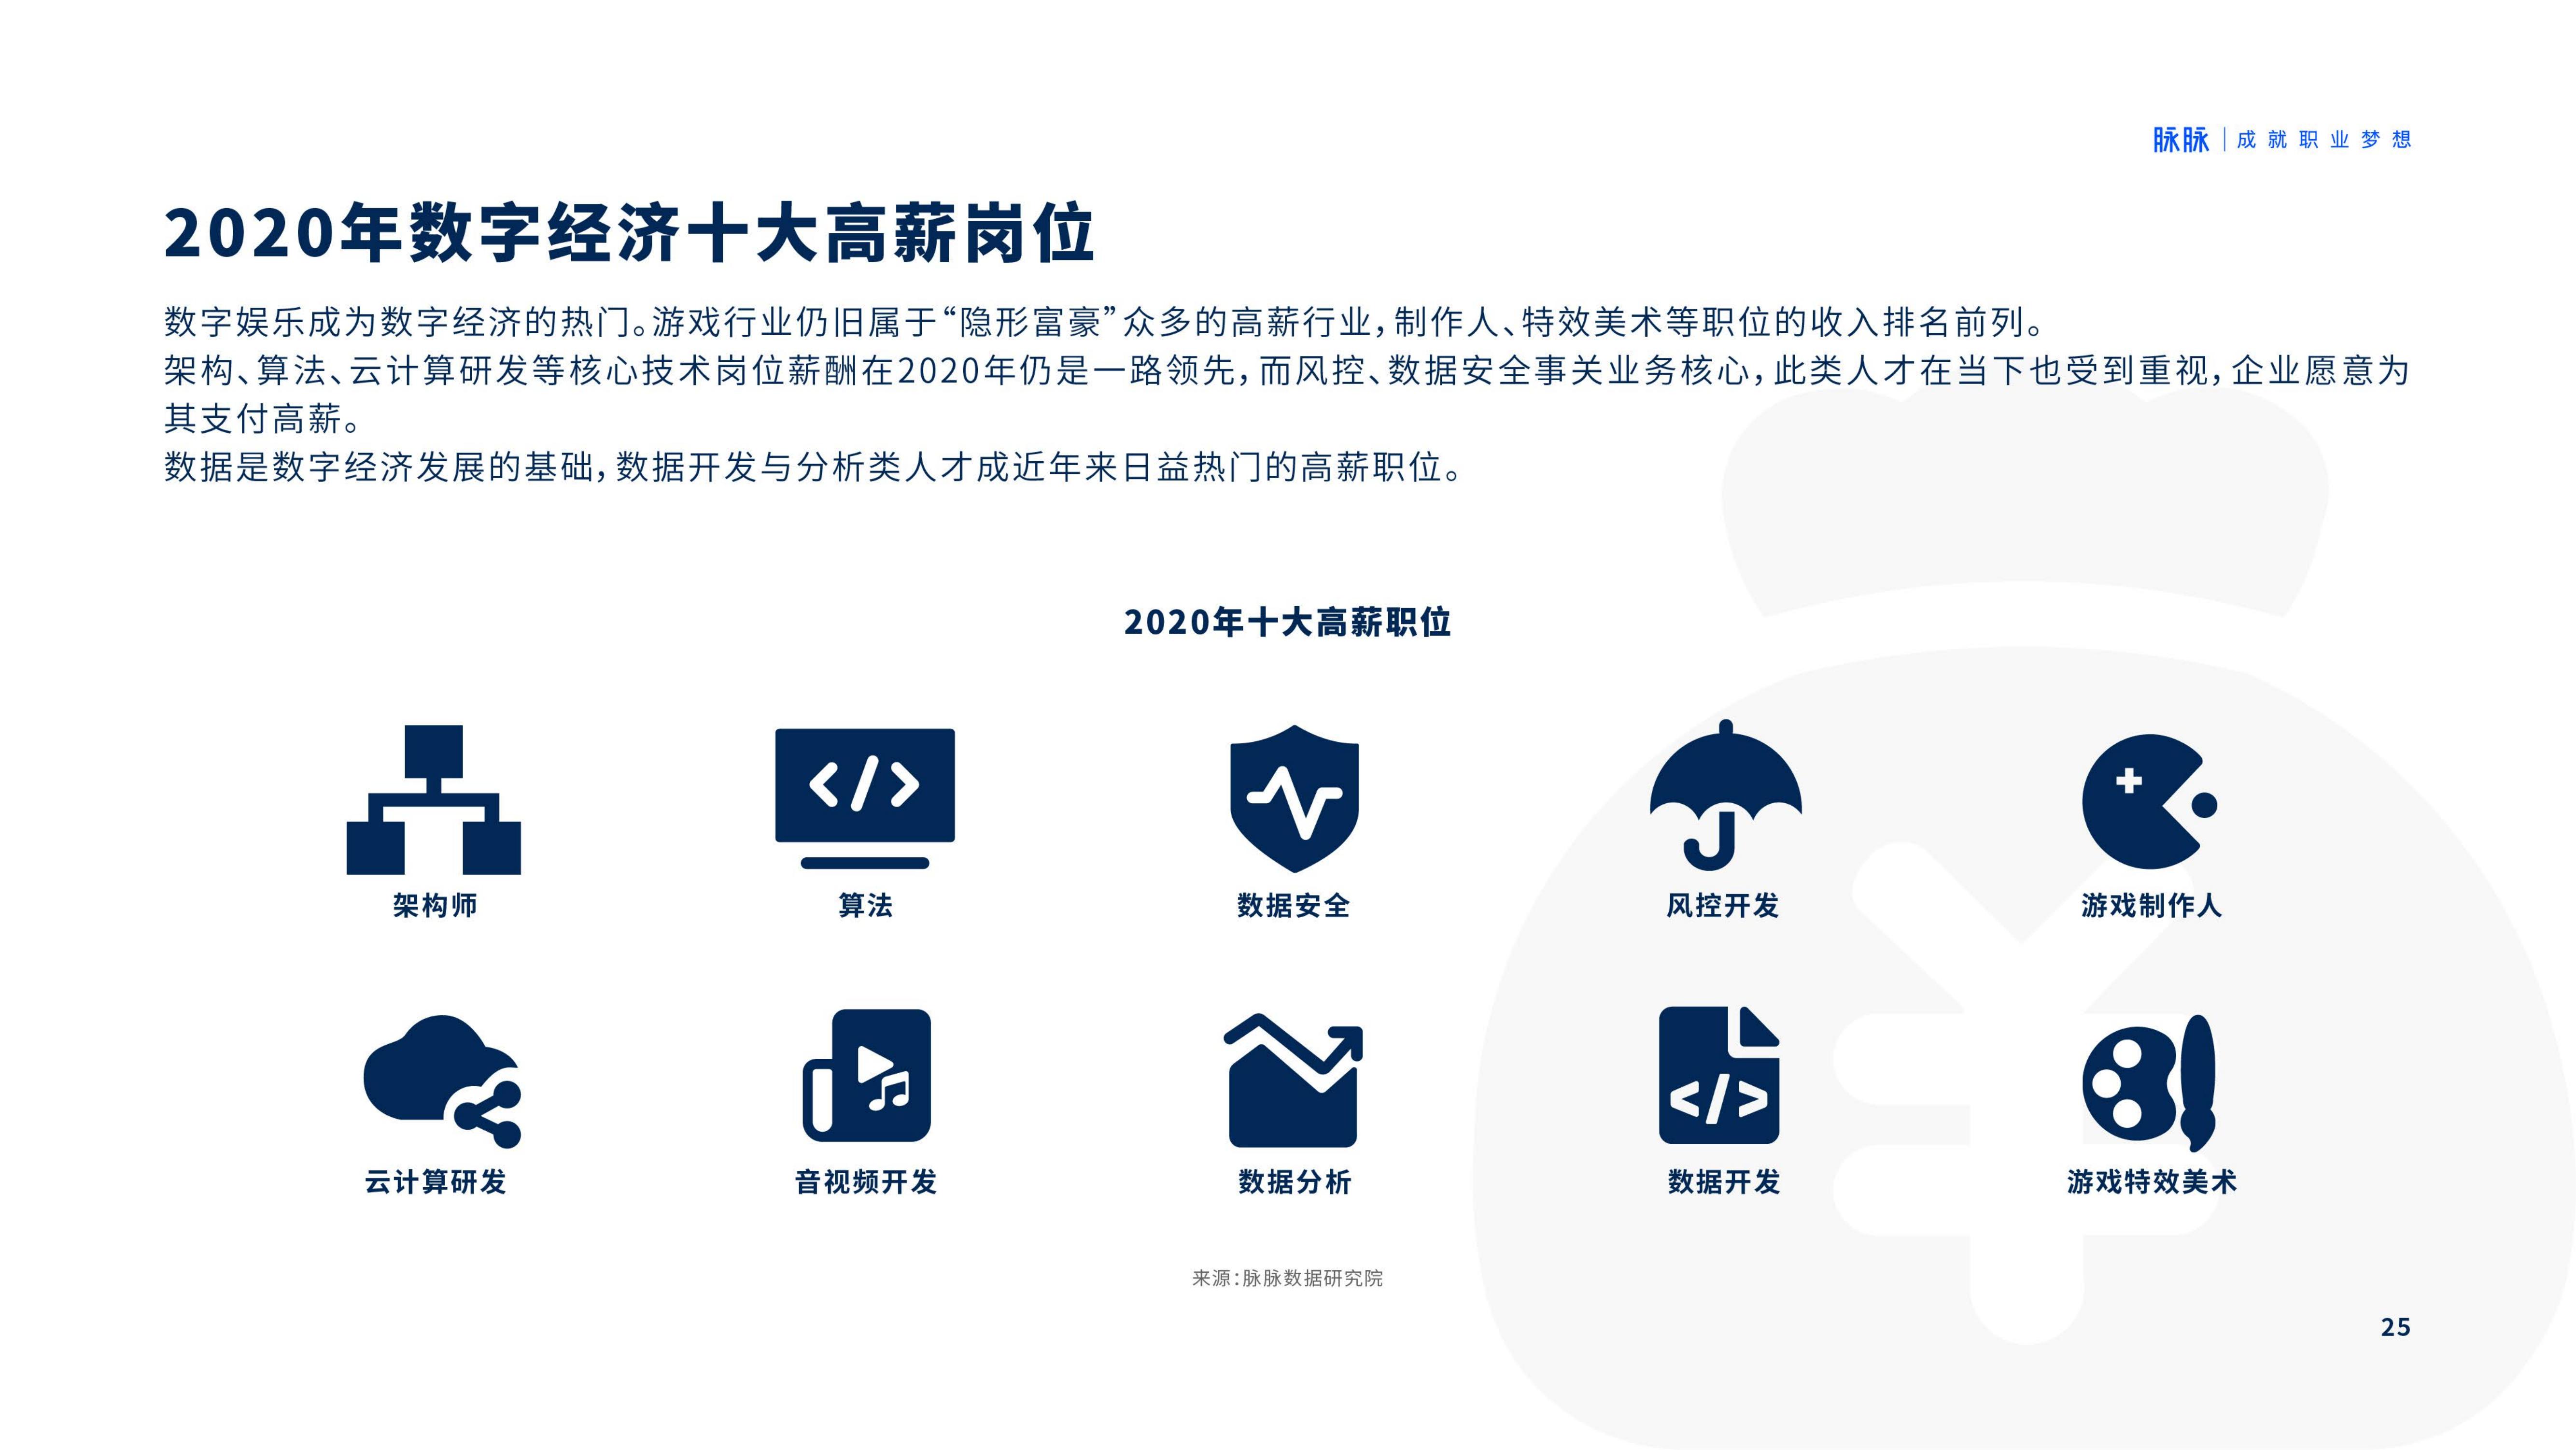 脉脉 | 成就职业梦想
2020年数字经济十大高薪岗位
数字娱乐成为数字经济的热门。游戏行业仍旧属于“隐形富豪”众多的高薪行业，制作人、特效美术等职位的收入排名前列。
架构、算法、云计算研发等核心技术岗位薪酬在2020年仍是一路领先，而风控、数据安全事关业务核心，此类人才在当下也受到重视，企业愿意为
其支付高薪。
数据是数字经济发展的基础，数据开发与分析类人才成近年来日益热门的高薪职位。
2020年十大高薪职位
架构师 算法 数据安全 风控开发 游戏制作人
云计算研发 音视频开发 数据分析 数据开发 游戏特效美术
来源：脉脉数据研究院
25